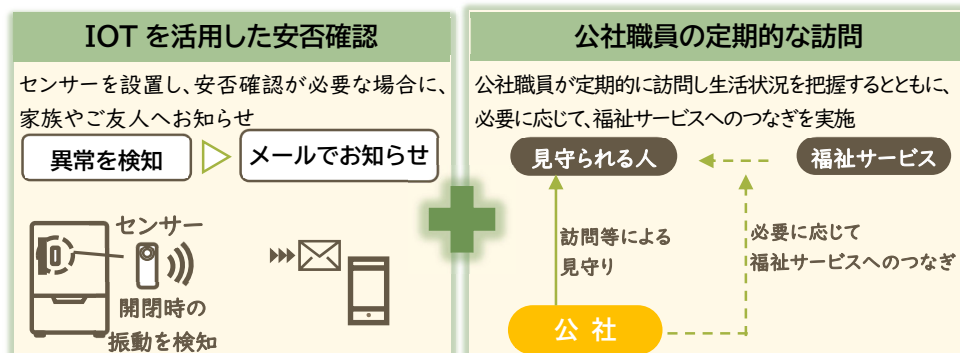 IOT を活用した安否確認
センサーを設置し、安否確認が必要な場合に、
家族やご友人へお知らせ
異常を検知
メールでお知らせ
センサー
開閉時の
振動を検知
公社職員の定期的な訪問
公社職員が定期的に訪問し生活状況を把握するとともに、
必要に応じて、福祉サービスへのつなぎを実施
見守られる人
福祉サービス
訪問等による
見守り
必要に応じて
福祉サービスへのつなぎ
公 社